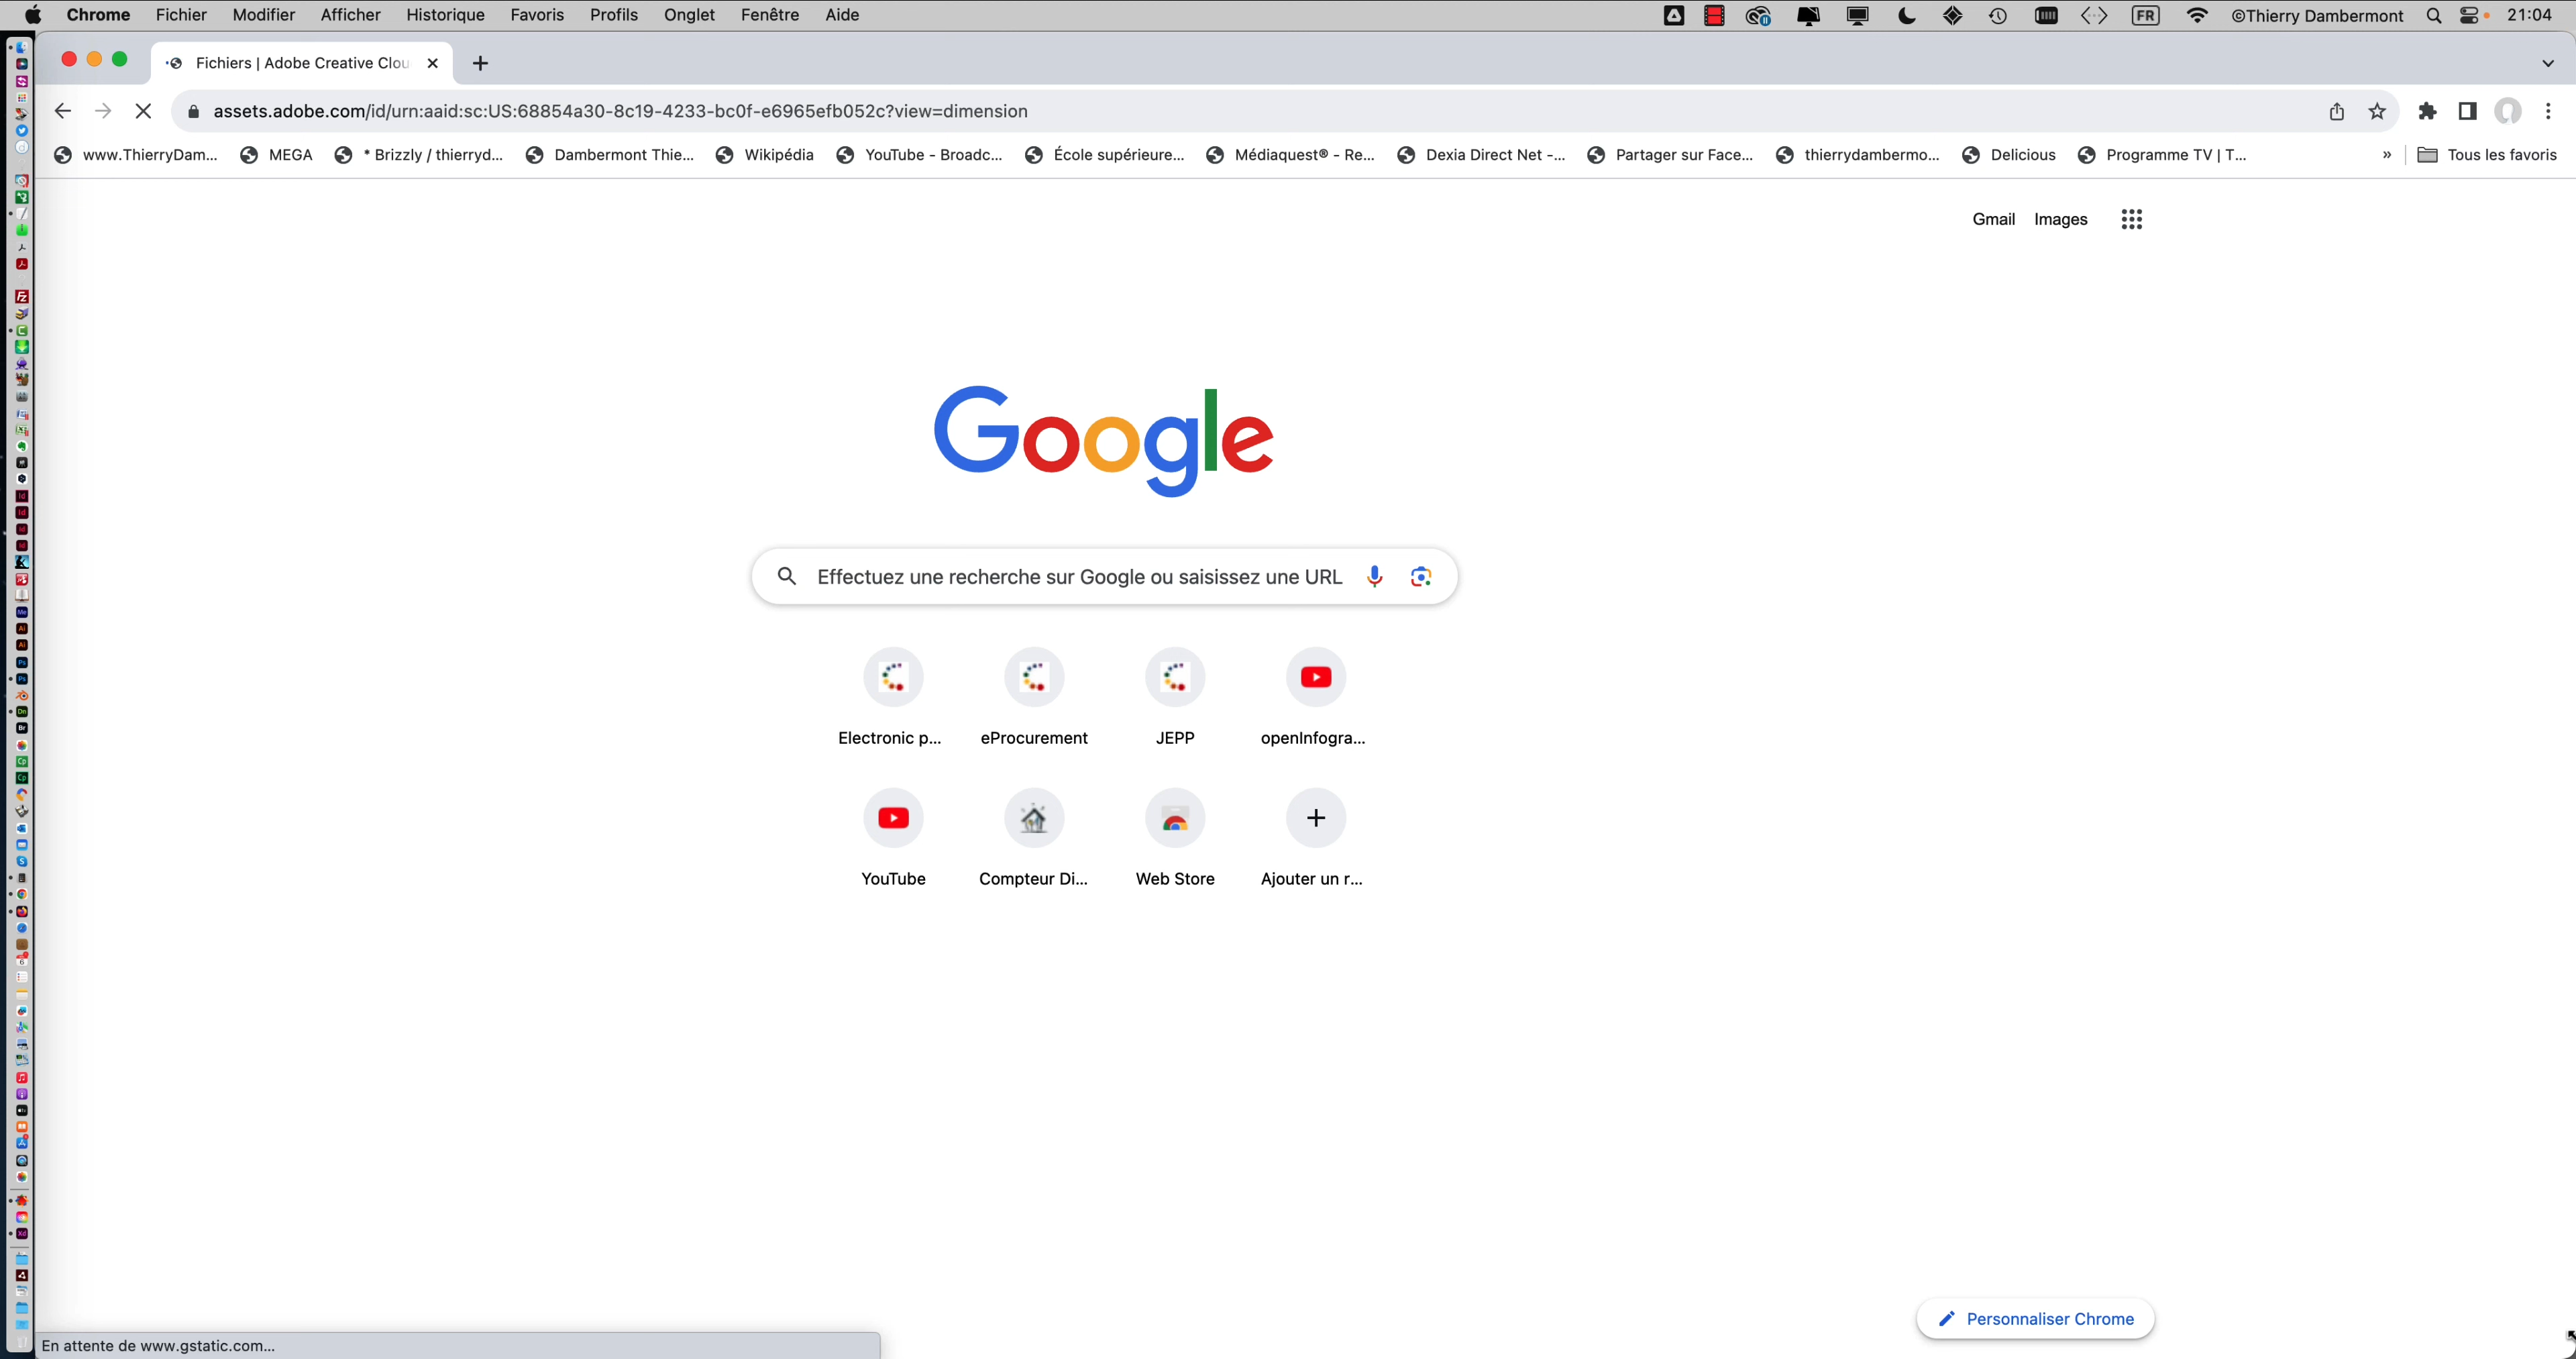 Chrome Fichier Modifier Afficher Historique Favoris Profils Onglet Fenêtre Aide FR ©Thierry Dambermont 21:04
Fichiers | Adobe Creative Clou
assets.adobe.com/id/urn:aaid:sc:US:68854a30-8c19-4233-bc0f-e6965efb052c?view=dimension
www.ThierryDam... MEGA * Brizzly / thierryd... Dambermont Thie... Wikipédia YouTube - Broadc... École supérieure... Médiaquest® - Re... Dexia Direct Net -... Partager sur Face... thierrydambermo... Delicious Programme TV | T... » Tous les favoris
Gmail Images
Google
Effectuez une recherche sur Google ou saisissez une URL
Electronic p... eProcurement JEPP openInfogra...
YouTube Compteur Di... Web Store Ajouter un r...
Personnaliser Chrome
En attente de www.gstatic.com...